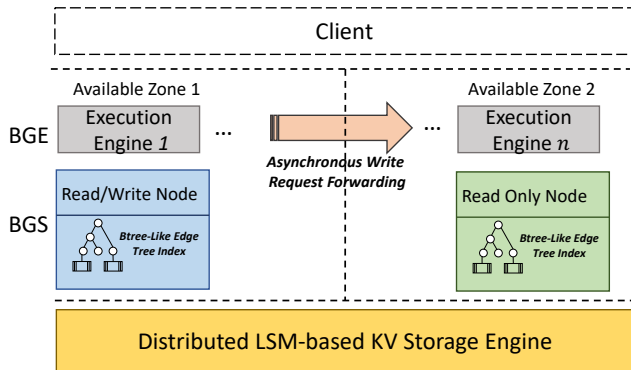 Client
Available Zone 1
Available Zone 2
BGE
Execution
Engine 1
...
...
Execution
Engine n
Asynchronous Write
Request Forwarding
BGS
Read/Write Node
Btree-Like Edge
Tree Index
Read Only Node
Btree-Like Edge
Tree Index
Distributed LSM-based KV Storage Engine